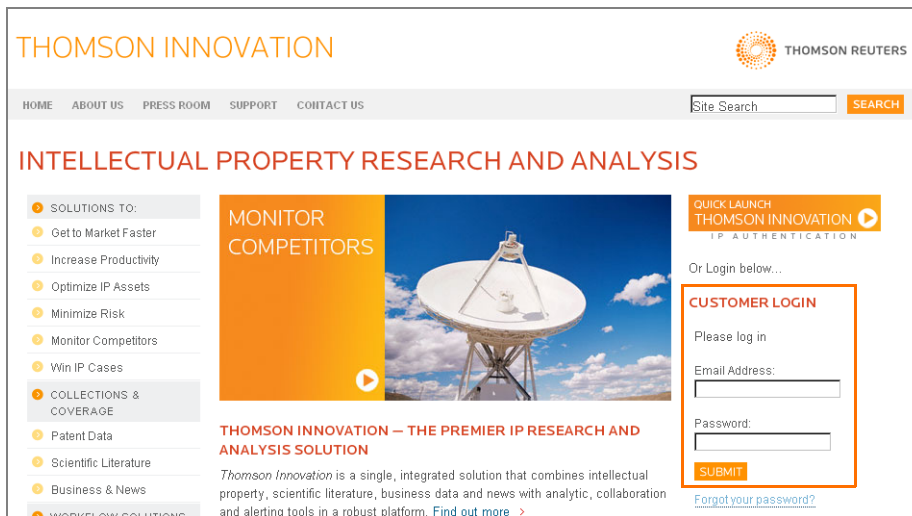 THOMSON INNOVATION
THOMSON REUTERS
HOME ABOUT US PRESS ROOM SUPPORT CONTACT US
Site Search
SEARCH
INTELLECTUAL PROPERTY RESEARCH AND ANALYSIS
SOLUTIONS TO:
Get to Market Faster
Increase Productivity
Optimize IP Assets
Minimize Risk
Monitor Competitors
Win IP Cases
COLLECTIONS &
COVERAGE
Patent Data
Scientific Literature
Business & News
WORKFLOW SOLUTIONS
MONITOR
COMPETITORS
THOMSON INNOVATION – THE PREMIER IP RESEARCH AND
ANALYSIS SOLUTION
Thomson Innovation is a single, integrated solution that combines intellectual
property, scientific literature, business data and news with analytic, collaboration
and alerting tools in a robust platform. Find out more >
QUICK LAUNCH
THOMSON INNOVATION
IP AUTHENTICATION
Or Login below...
CUSTOMER LOGIN
Please log in
Email Address:
Password:
SUBMIT
Forgot your password?